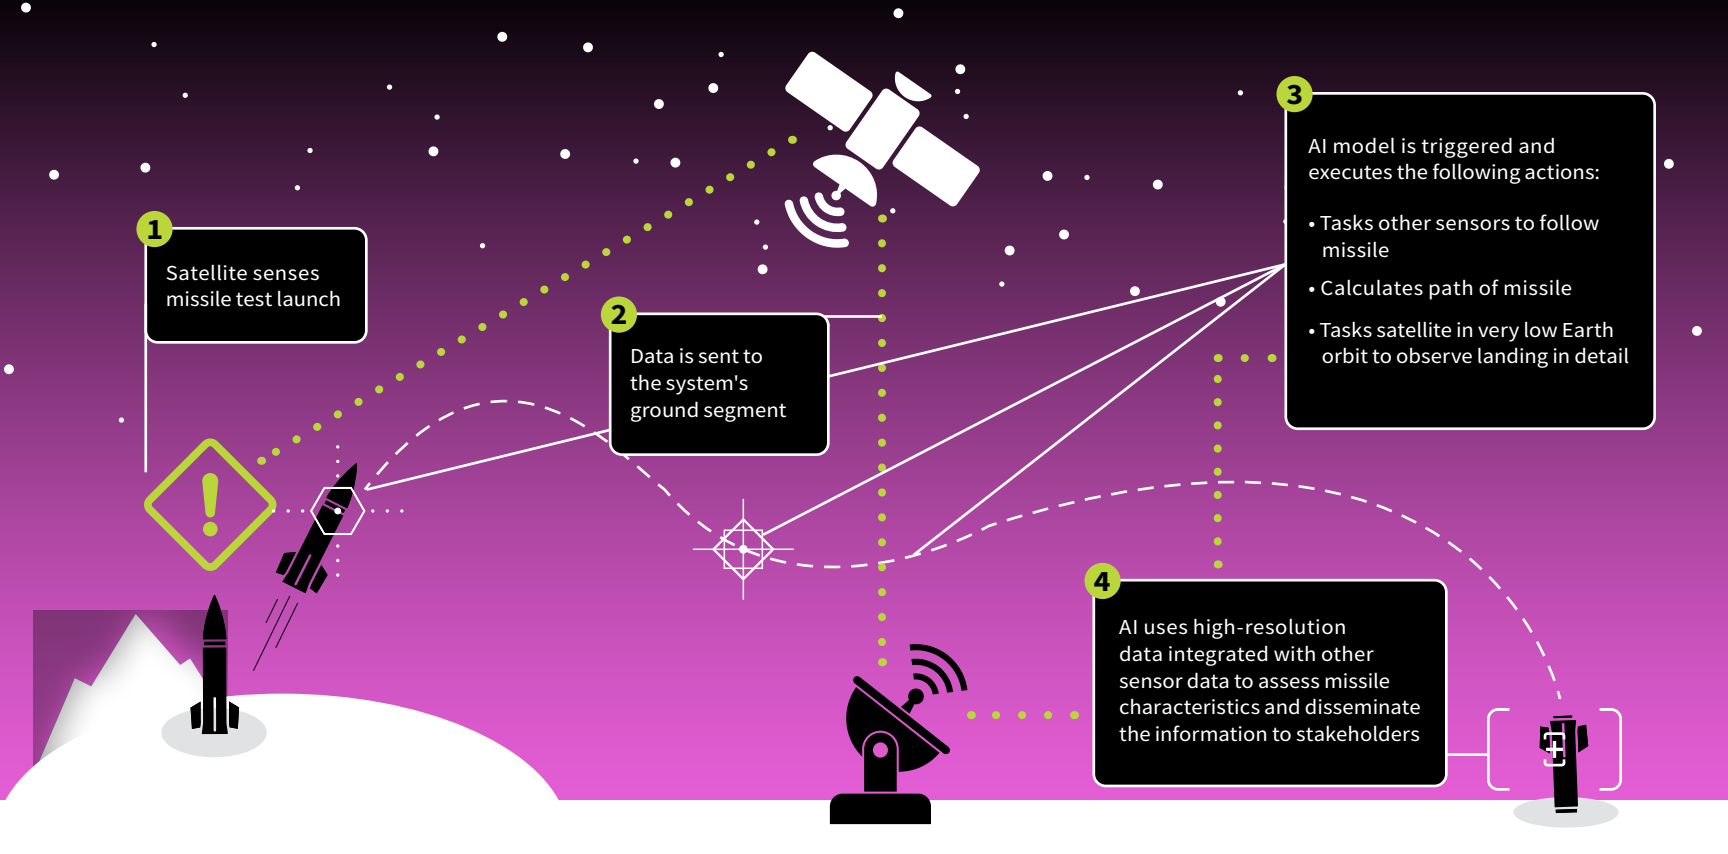 1
Satellite senses
missile test launch
2
Data is sent to
the system's
ground segment
3
AI model is triggered and
executes the following actions:
• Tasks other sensors to follow
missile
• Calculates path of missile
• Tasks satellite in very low Earth
orbit to observe landing in detail
4
AI uses high-resolution
data integrated with other
sensor data to assess missile
characteristics and disseminate
the information to stakeholders